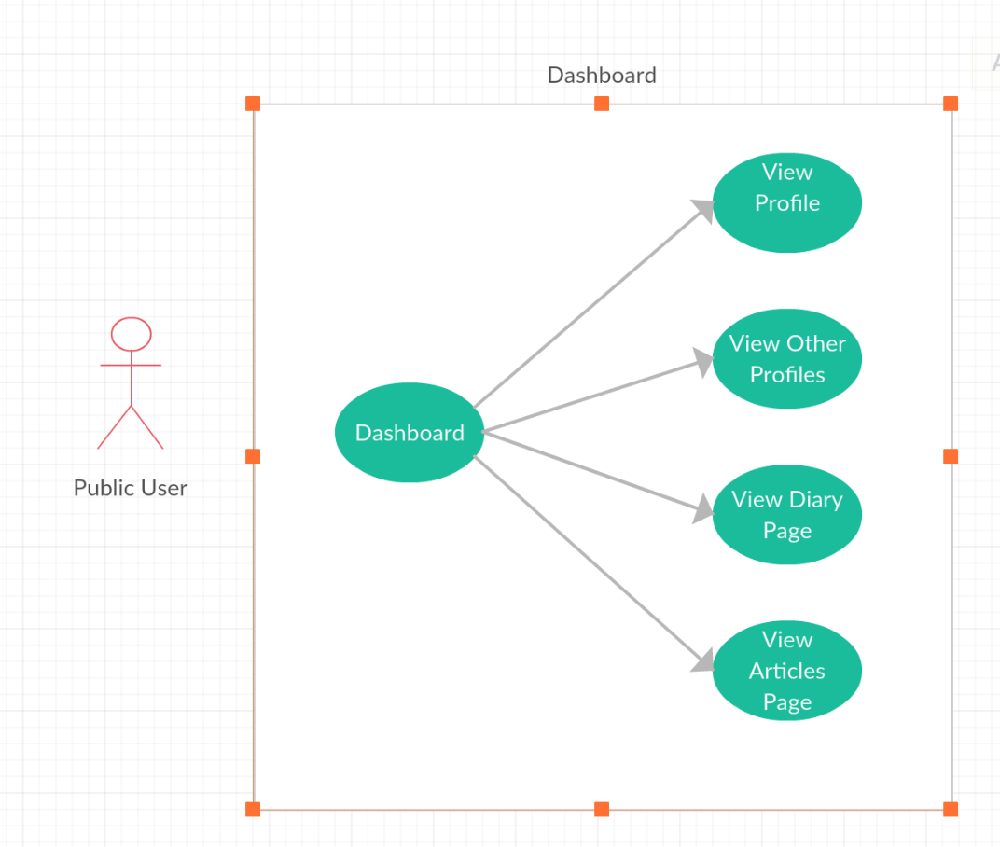 Dashboard
View
Profile
View Other
Profiles
Dashboard
View Diary
Page
Public User
View
Articles
Page